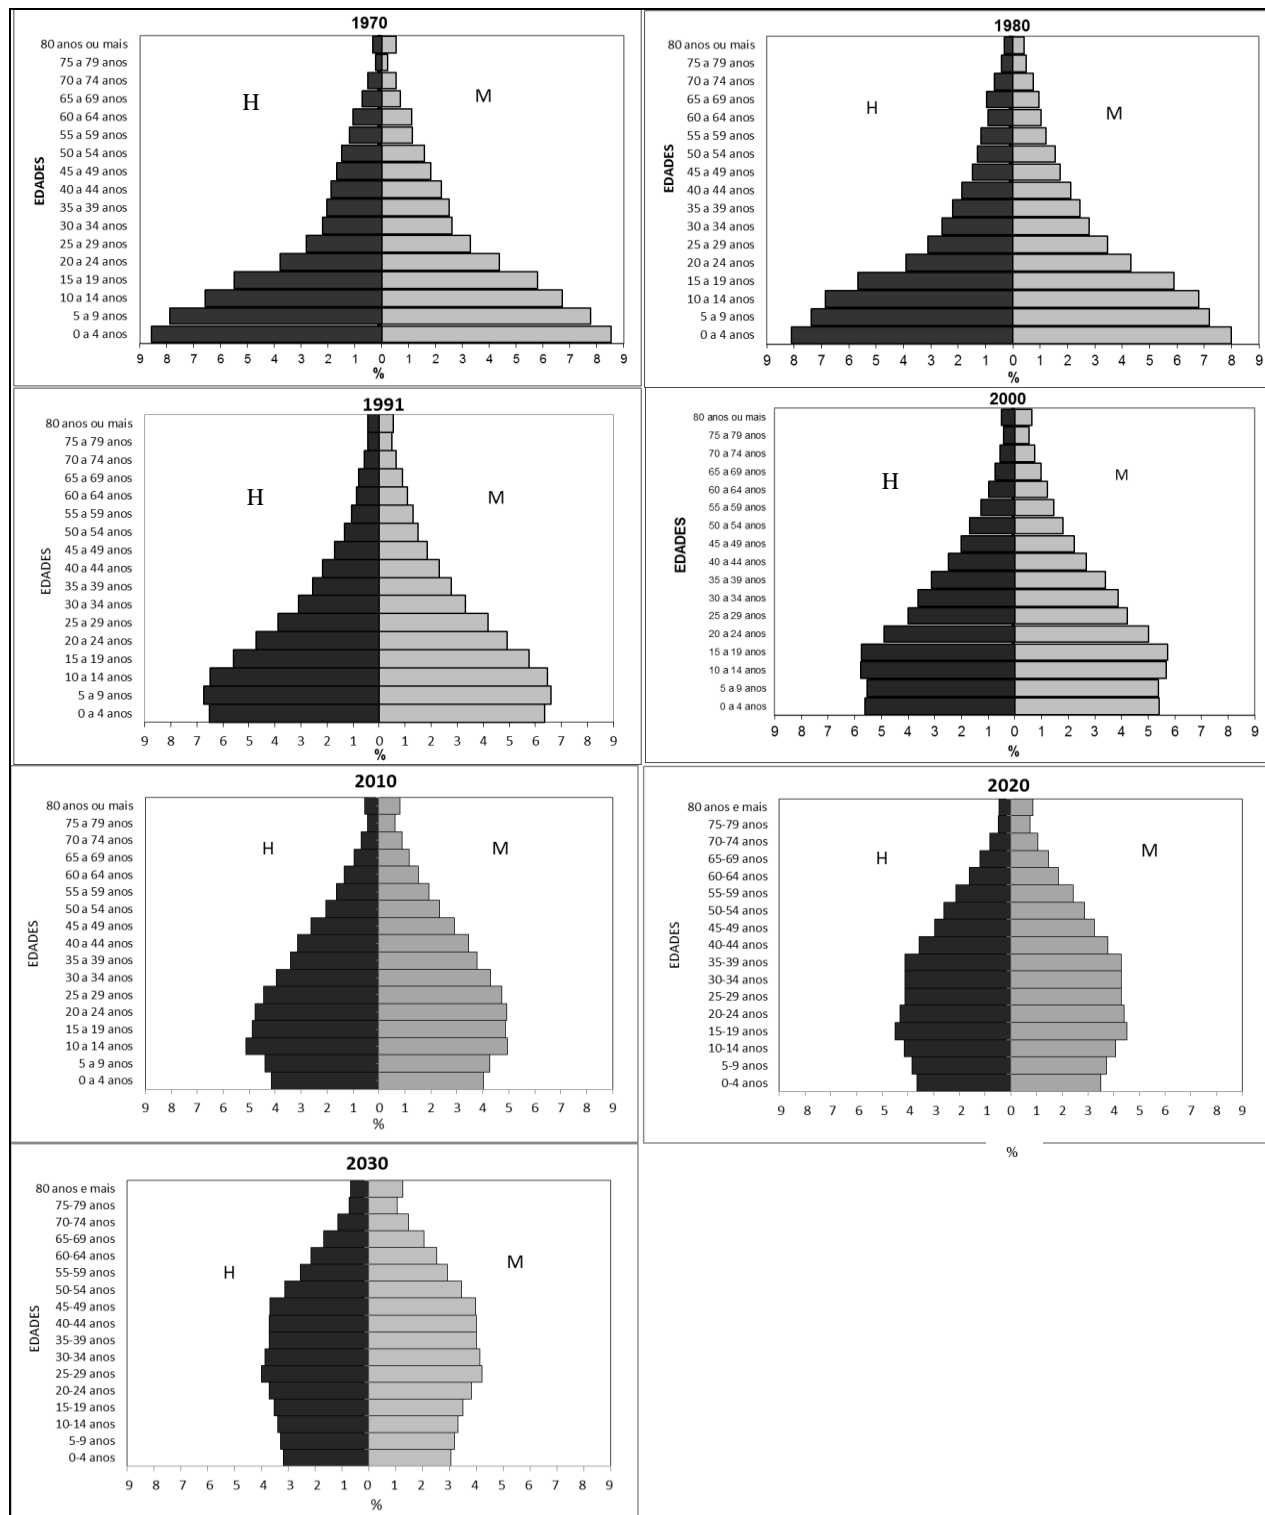 1970
80 anos ou mais
75 a 79 anos
70 a 74 anos
65 a 69 anos
60 a 64 anos
55 a 59 anos
50 a 54 anos
45 a 49 anos
40 a 44 anos
35 a 39 anos
30 a 34 anos
25 a 29 anos
20 a 24 anos
15 a 19 anos
10 a 14 anos
5 a 9 anos
0 a 4 anos
EDADES
H
M
9 8 7 6 5 4 3 2 1 0 1 2 3 4 5 6 7 8 9
%
1980
80 anos ou mais
75 a 79 anos
70 a 74 anos
65 a 69 anos
60 a 64 anos
55 a 59 anos
50 a 54 anos
45 a 49 anos
40 a 44 anos
35 a 39 anos
30 a 34 anos
25 a 29 anos
20 a 24 anos
15 a 19 anos
10 a 14 anos
5 a 9 anos
0 a 4 anos
EDADES
H
M
9 8 7 6 5 4 3 2 1 0 1 2 3 4 5 6 7 8 9
%
1991
80 anos ou mais
75 a 79 anos
70 a 74 anos
65 a 69 anos
60 a 64 anos
55 a 59 anos
50 a 54 anos
45 a 49 anos
40 a 44 anos
35 a 39 anos
30 a 34 anos
25 a 29 anos
20 a 24 anos
15 a 19 anos
10 a 14 anos
5 a 9 anos
0 a 4 anos
EDADES
H
M
9 8 7 6 5 4 3 2 1 0 1 2 3 4 5 6 7 8 9
%
2000
80 anos ou mais
75 a 79 anos
70 a 74 anos
65 a 69 anos
60 a 64 anos
55 a 59 anos
50 a 54 anos
45 a 49 anos
40 a 44 anos
35 a 39 anos
30 a 34 anos
25 a 29 anos
20 a 24 anos
15 a 19 anos
10 a 14 anos
5 a 9 anos
0 a 4 anos
EDADES
H
M
9 8 7 6 5 4 3 2 1 0 1 2 3 4 5 6 7 8 9
%
2010
80 anos ou mais
75 a 79 anos
70 a 74 anos
65 a 69 anos
60 a 64 anos
55 a 59 anos
50 a 54 anos
45 a 49 anos
40 a 44 anos
35 a 39 anos
30 a 34 anos
25 a 29 anos
20 a 24 anos
15 a 19 anos
10 a 14 anos
5 a 9 anos
0 a 4 anos
EDADES
H
M
9 8 7 6 5 4 3 2 1 0 1 2 3 4 5 6 7 8 9
%
2020
80 anos e mais
75-79 anos
70-74 anos
65-69 anos
60-64 anos
55-59 anos
50-54 anos
45-49 anos
40-44 anos
35-39 anos
30-34 anos
25-29 anos
20-24 anos
15-19 anos
10-14 anos
5-9 anos
0-4 anos
EDADES
H
M
9 8 7 6 5 4 3 2 1 0 1 2 3 4 5 6 7 8 9
%
2030
80 anos e mais
75-79 anos
70-74 anos
65-69 anos
60-64 anos
55-59 anos
50-54 anos
45-49 anos
40-44 anos
35-39 anos
30-34 anos
25-29 anos
20-24 anos
15-19 anos
10-14 anos
5-9 anos
0-4 anos
EDADES
H
M
9 8 7 6 5 4 3 2 1 0 1 2 3 4 5 6 7 8 9
%